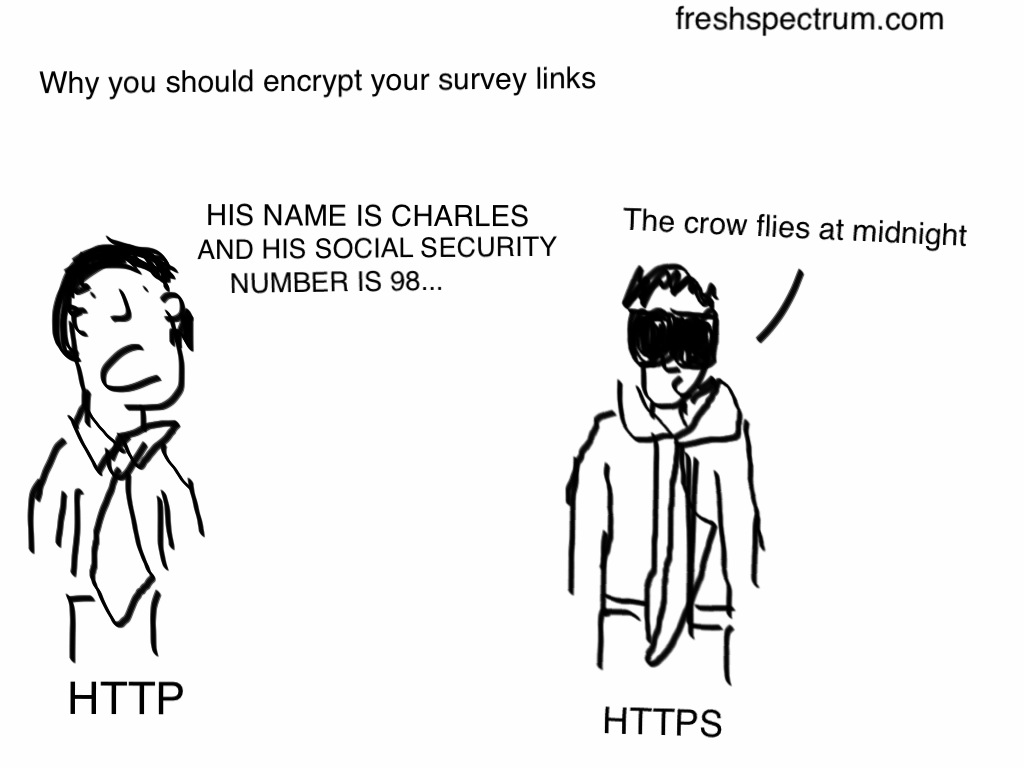 freshspectrum.com
Why you should encrypt your survey links
HIS NAME IS CHARLES
AND HIS SOCIAL SECURITY
NUMBER IS 98...
The crow flies at midnight
HTTP
HTTPS